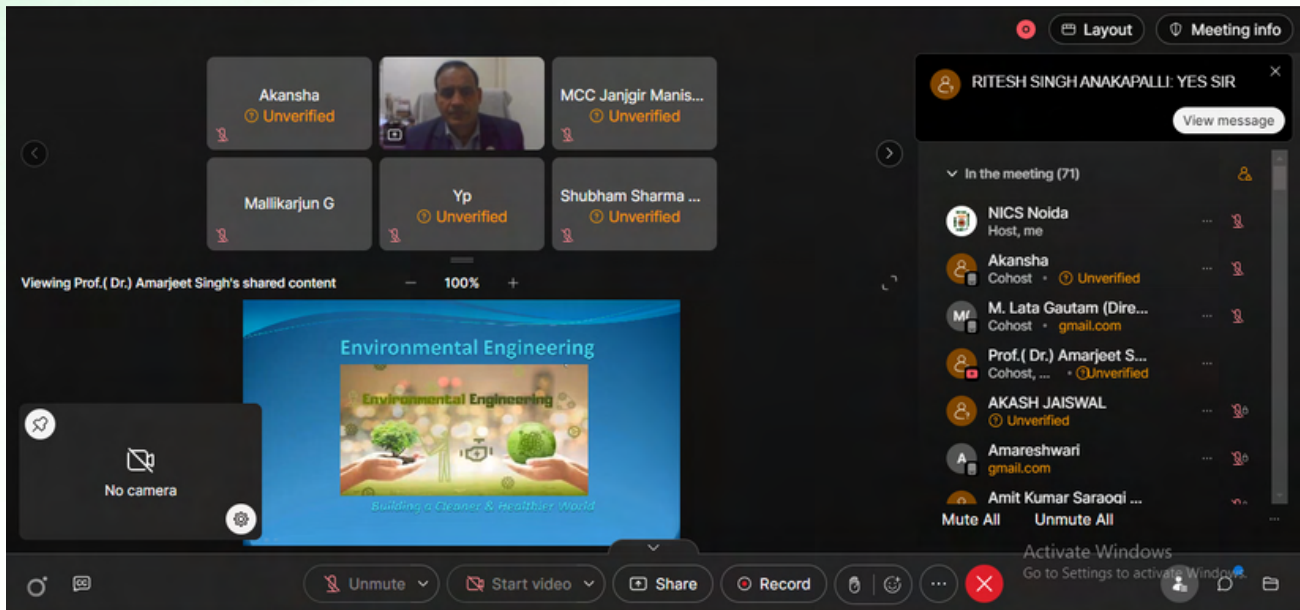 Layout
Meeting info
Akansha
Unverified
MCC Janjgir Manis...
Unverified
Mallikarjun G
Yp
Unverified
Shubham Sharma ...
Unverified
RITESH SINGH ANAKAPALLI: YES SIR
View message
In the meeting (71)
NICS Noida
Host, me
Akansha
Cohost • Unverified
M. Lata Gautam (Dire...
Cohost • gmail.com
Prof.( Dr.) Amarjeet S...
Cohost, ... • Unverified
AKASH JAISWAL
Unverified
A Amareshwari
gmail.com
Amit Kumar Saraogi ...
Mute All Unmute All
Viewing Prof.( Dr.) Amarjeet Singh's shared content
100%
Environmental Engineering
Environmental Engineering
Building a Cleaner & Healthier World
No camera
Activate Windows
Go to Settings to activate Windows.
CC
Unmute
Start video
Share
Record